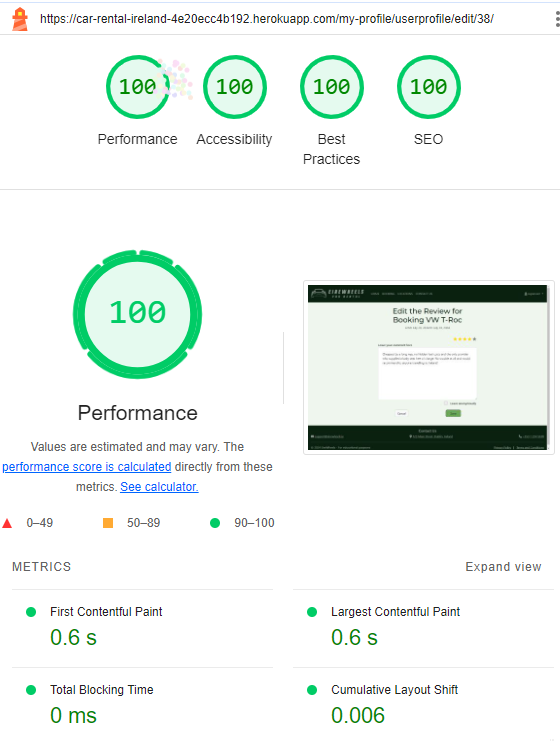 https://car-rental-ireland-4e20ecc4b192.herokuapp.com/my-profile/userprofile/edit/38/
100 100 100 100
Performance Accessibility Best Practices SEO
100
Performance
Values are estimated and may vary. The
performance score is calculated directly from these
metrics. See calculator.
0–49 50–89 90–100
Edit the Review for
Booking VW T-Roc
METRICS
Expand view
First Contentful Paint
0.6 s
Largest Contentful Paint
0.6 s
Total Blocking Time
0 ms
Cumulative Layout Shift
0.006